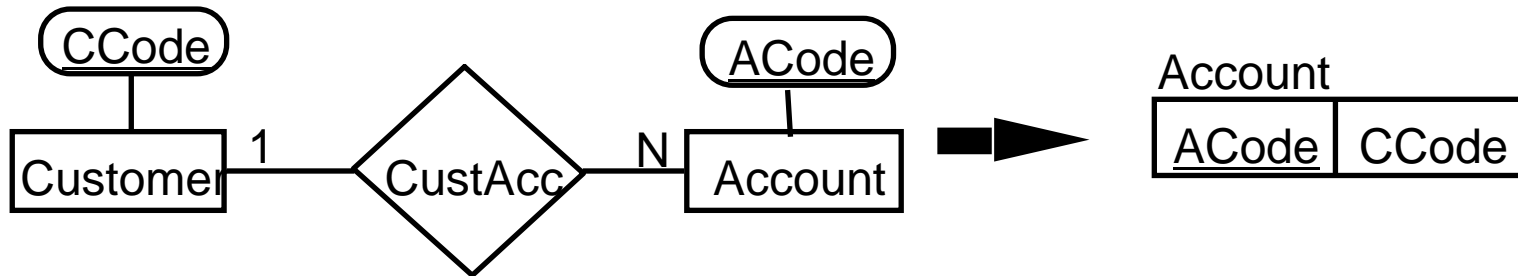 CCode
ACode
Account
1
N
ACode CCode
Customer CustAcc Account